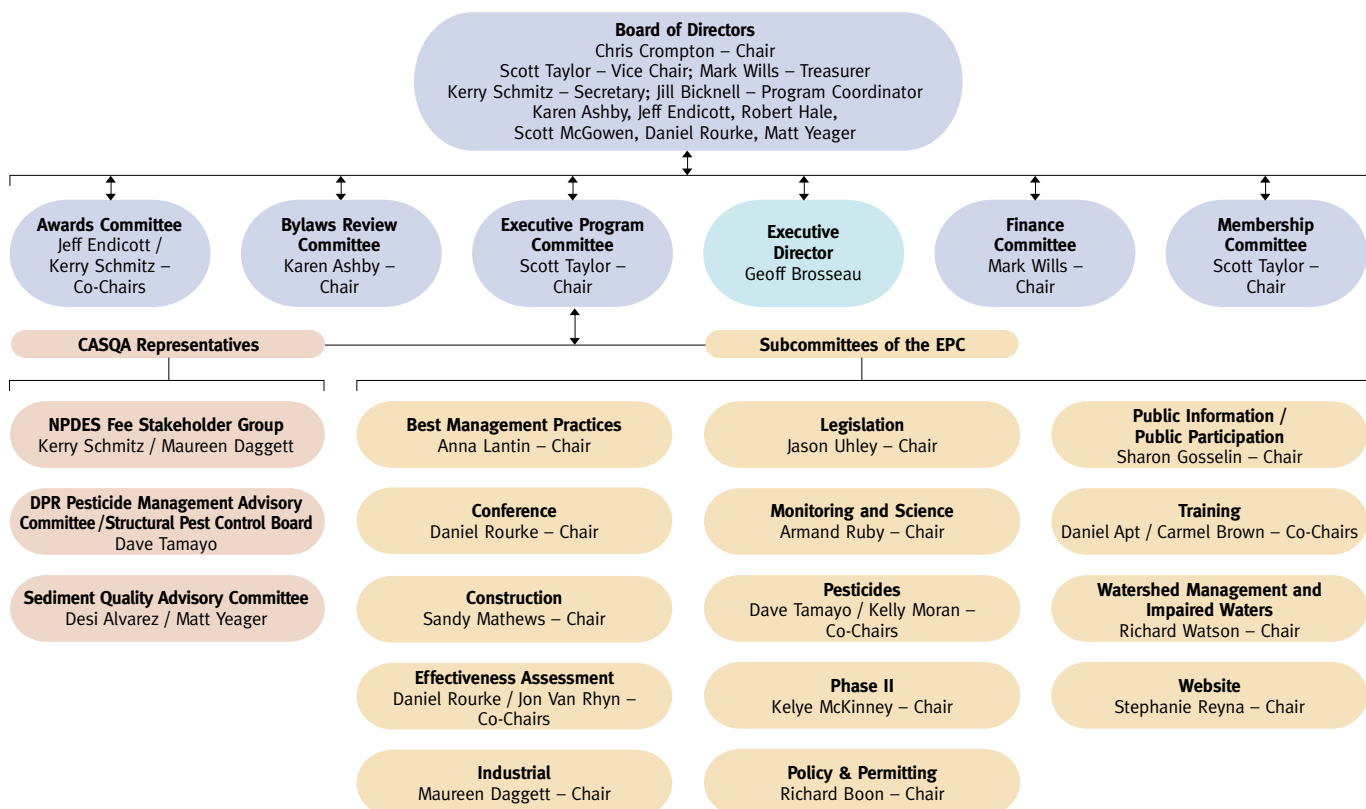 Board of Directors
Chris Crompton – Chair
Scott Taylor – Vice Chair; Mark Wills – Treasurer
Kerry Schmitz – Secretary; Jill Bicknell – Program Coordinator
Karen Ashby, Jeff Endicott, Robert Hale,
Scott McGowen, Daniel Rourke, Matt Yeager
Awards Committee
Jeff Endicott /
Kerry Schmitz –
Co-Chairs
Bylaws Review
Committee
Karen Ashby –
Chair
Executive Program
Committee
Scott Taylor –
Chair
Executive
Director
Geoff Brosseau
Finance
Committee
Mark Wills –
Chair
Membership
Committee
Scott Taylor –
Chair
CASQA Representatives
Subcommittees of the EPC
NPDES Fee Stakeholder Group
Kerry Schmitz / Maureen Daggett
DPR Pesticide Management Advisory
Committee/Structural Pest Control Board
Dave Tamayo
Sediment Quality Advisory Committee
Desi Alvarez / Matt Yeager
Best Management Practices
Anna Lantin – Chair
Conference
Daniel Rourke – Chair
Construction
Sandy Mathews – Chair
Effectiveness Assessment
Daniel Rourke / Jon Van Rhyn –
Co-Chairs
Industrial
Maureen Daggett – Chair
Legislation
Jason Uhley – Chair
Monitoring and Science
Armand Ruby – Chair
Pesticides
Dave Tamayo / Kelly Moran –
Co-Chairs
Phase II
Kelye McKinney – Chair
Policy & Permitting
Richard Boon – Chair
Public Information /
Public Participation
Sharon Gosselin – Chair
Training
Daniel Apt / Carmel Brown – Co-Chairs
Watershed Management and
Impaired Waters
Richard Watson – Chair
Website
Stephanie Reyna – Chair